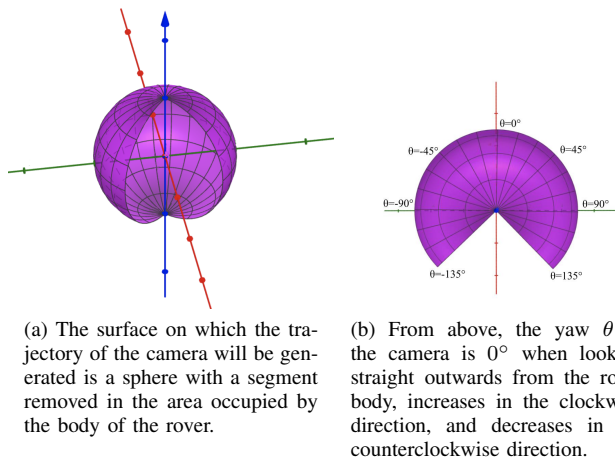 θ=0°
θ=-45°
θ=45°
θ=-90°
θ=90°
θ=-135°
θ=135°
(a) The surface on which the tra-
jectory of the camera will be gen-
erated is a sphere with a segment
removed in the area occupied by
the body of the rover.
(b) From above, the yaw θ
the camera is 0° when look
straight outwards from the ro
body, increases in the clockw
direction, and decreases in
counterclockwise direction.